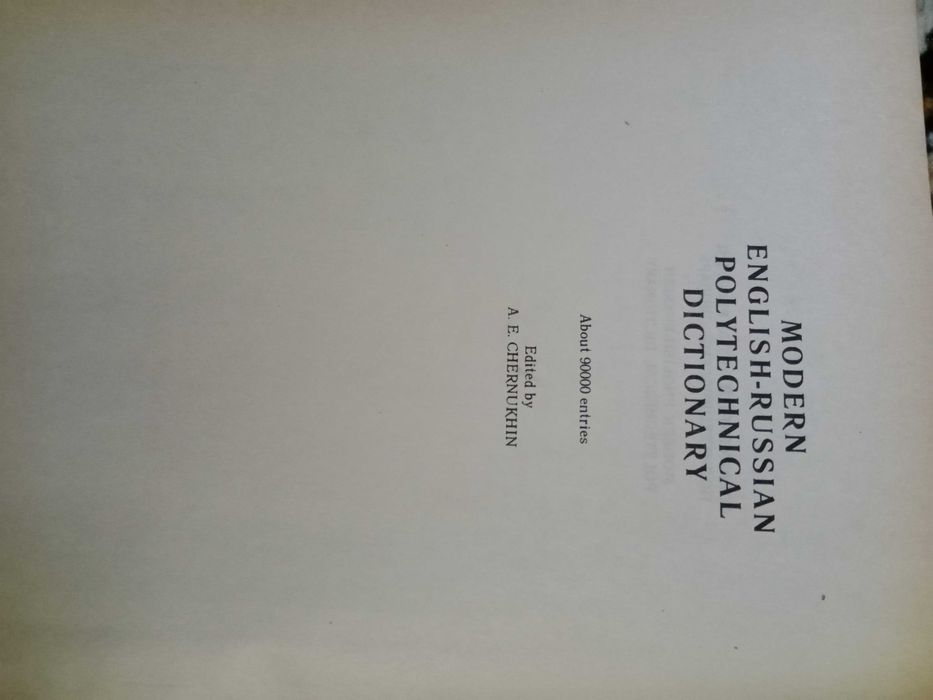 MODERN
ENGLISH-RUSSIAN
POLYTECHNICAL
DICTIONARY
About 90000 entries
Edited by
A. E. CHERNUKHIN